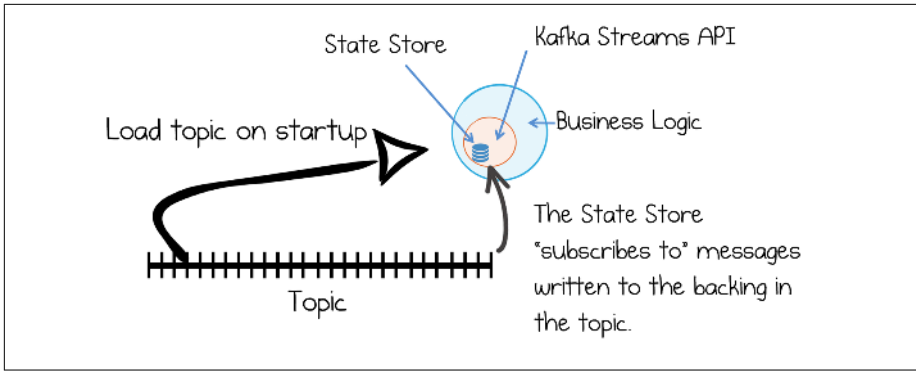 State Store
Kafka Streams API
Load topic on startup
Business Logic
The State Store
"subscribes to" messages
written to the backing in
the topic.
Topic